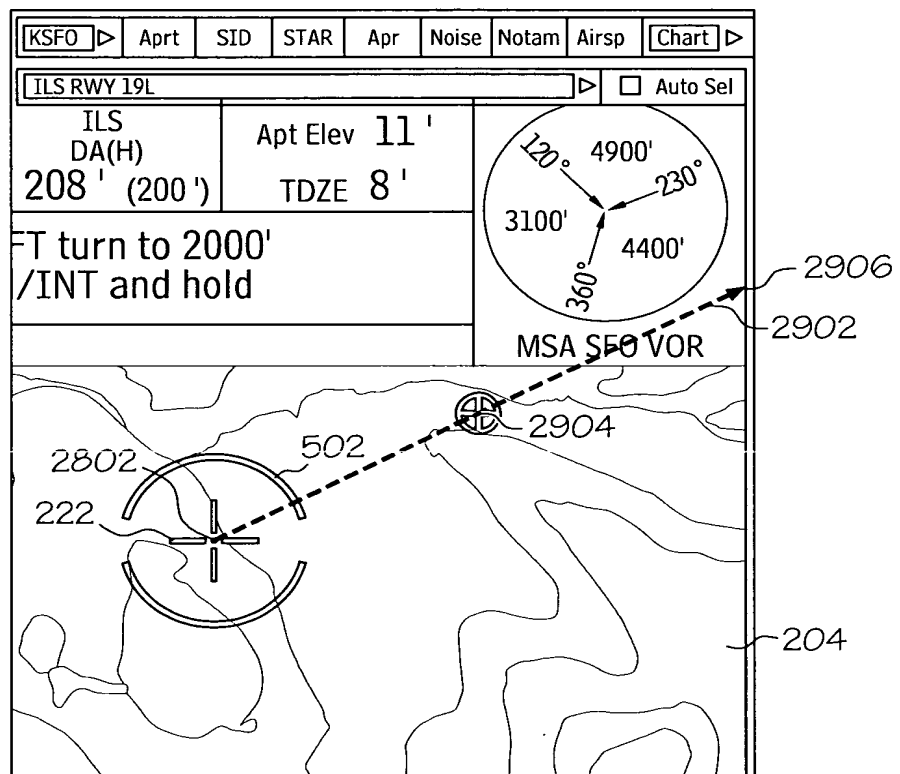 KSFO Aprt SID STAR Apr Noise Notam Airsp Chart
ILS RWY 19L Auto Sel
ILS
DA(H)
208' (200')
Apt Elev 11'
TDZE 8'
FT turn to 2000'
/INT and hold
120°
4900'
230°
3100'
4400'
360°
MSA SFO VOR
2906
2902
2904
502
2802
222
204